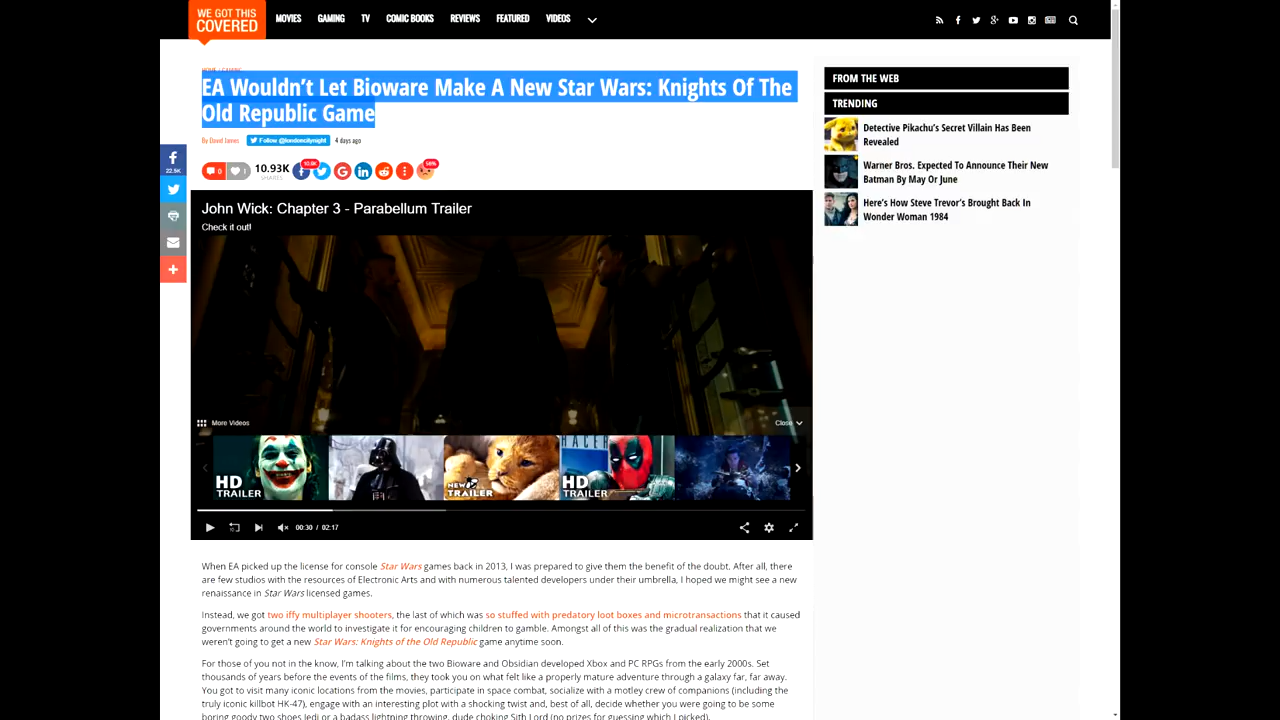 WE GOT THIS
COVERED
MOVIES
GAMING
TV
COMIC BOOKS
REVIEWS
FEATURED
VIDEOS
HOME / GAMING
EA Wouldn't Let Bioware Make A New Star Wars: Knights Of The
Old Republic Game
By David James
Follow @londoncitynight
4 days ago
0
1
10.93K
SHARES
10.9K
56%
22.5K
John Wick: Chapter 3 - Parabellum Trailer
Check it out!
More Videos
Close
HD
TRAILER
NEW
TRAILER
RACER
HD
TRAILER
00:30 / 02:17
When EA picked up the license for console Star Wars games back in 2013, I was prepared to give them the benefit of the doubt. After all, there
are few studios with the resources of Electronic Arts and with numerous talented developers under their umbrella, I hoped we might see a new
renaissance in Star Wars licensed games.
Instead, we got two iffy multiplayer shooters, the last of which was so stuffed with predatory loot boxes and microtransactions that it caused
governments around the world to investigate it for encouraging children to gamble. Amongst all of this was the gradual realization that we
weren't going to get a new Star Wars: Knights of the Old Republic game anytime soon.
For those of you not in the know, I'm talking about the two Bioware and Obsidian developed Xbox and PC RPGs from the early 2000s. Set
thousands of years before the events of the films, they took you on what felt like a properly mature adventure through a galaxy far, far away.
You got to visit many iconic locations from the movies, participate in space combat, socialize with a motley crew of companions (including the
truly iconic killbot HK-47), engage with an interesting plot with a shocking twist and, best of all, decide whether you were going to be some
boring goody two shoes Jedi or a badass lightning throwing, dude choking Sith Lord (no prizes for guessing which I picked).
FROM THE WEB
TRENDING
Detective Pikachu's Secret Villain Has Been
Revealed
Warner Bros. Expected To Announce Their New
Batman By May Or June
Here's How Steve Trevor's Brought Back In
Wonder Woman 1984